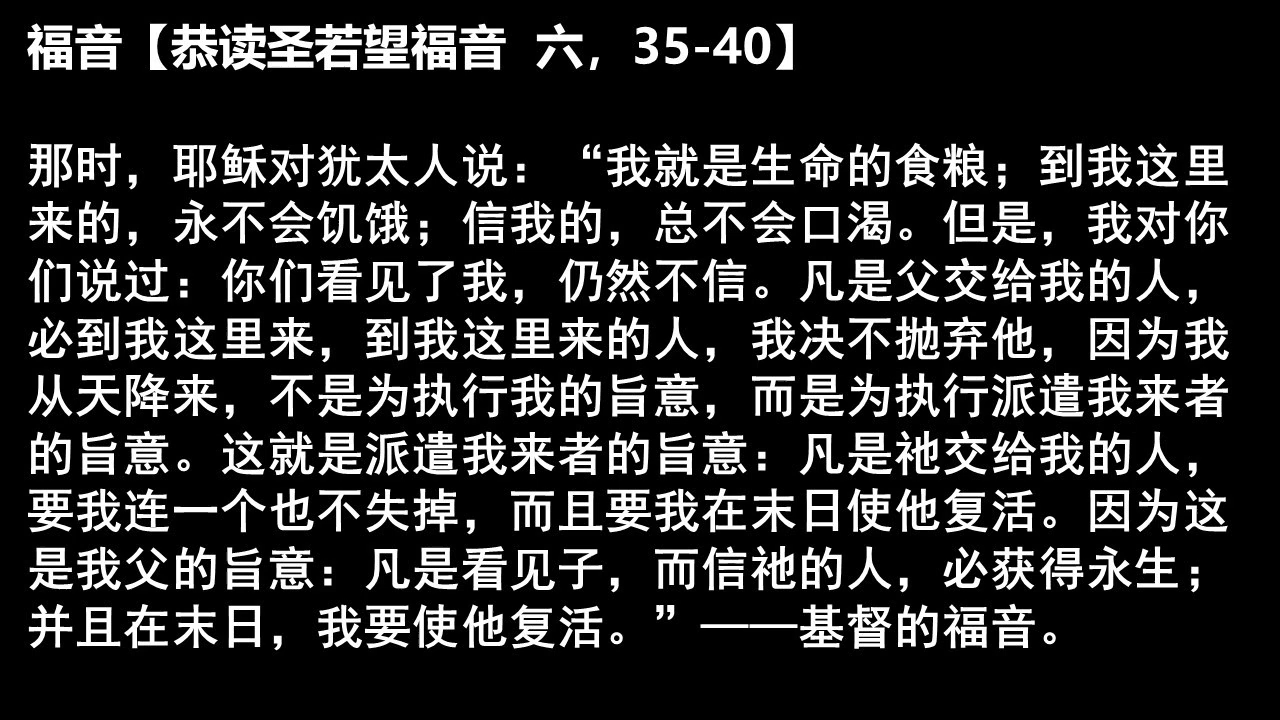 福音【恭读圣若望福音 六，35-40】
那时，耶稣对犹太人说：“我就是生命的食粮；到我这里
来的，永不会饥饿；信我的，总不会口渴。但是，我对你
们说过：你们看见了我，仍然不信。凡是父交给我的人，
必到我这里来，到我这里来的人，我决不抛弃他，因为我
从天降来，不是为执行我的旨意，而是为执行派遣我来者
的旨意。这就是派遣我来者的旨意：凡是祂交给我的人，
要我连一个也不失掉，而且要我在末日使他复活。因为这
是我父的旨意：凡是看见子，而信祂的人，必获得永生；
并且在末日，我要使他复活。”——基督的福音。